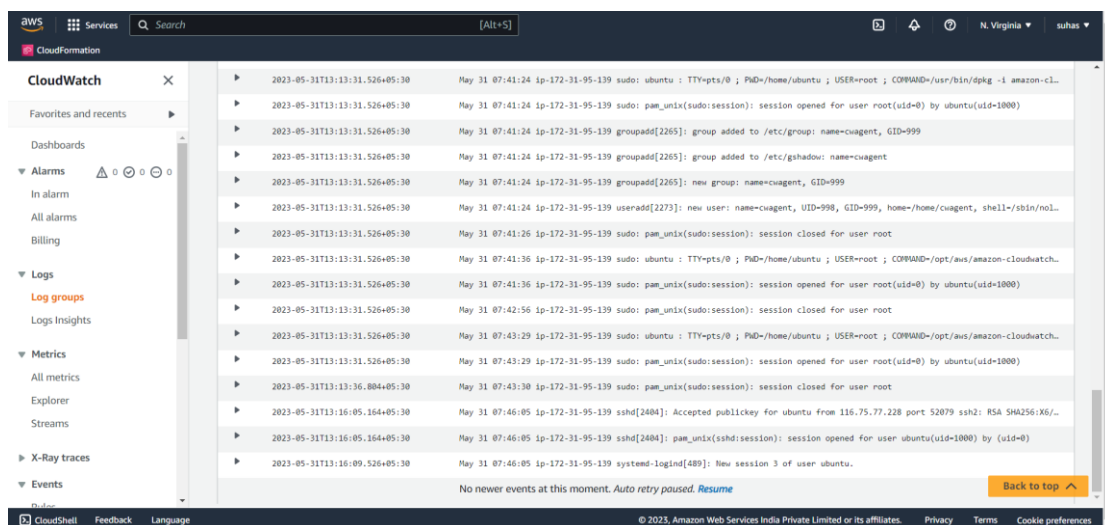 aws Services Search [Alt+S] N. Virginia suhas
CloudFormation
CloudWatch
Favorites and recents
Dashboards
Alarms 0 0 0
In alarm
All alarms
Billing
Logs
Log groups
Logs Insights
Metrics
All metrics
Explorer
Streams
X-Ray traces
Events
2023-05-31T13:13:31.526+05:30 May 31 07:41:24 ip-172-31-95-139 sudo: ubuntu : TTY=pts/0 ; PWD=/home/ubuntu ; USER=root ; COMMAND=/usr/bin/dpkg -i amazon-cl…
2023-05-31T13:13:31.526+05:30 May 31 07:41:24 ip-172-31-95-139 sudo: pam_unix(sudo:session): session opened for user root(uid=0) by ubuntu(uid=1000)
2023-05-31T13:13:31.526+05:30 May 31 07:41:24 ip-172-31-95-139 groupadd[2265]: group added to /etc/group: name=cwagent, GID=999
2023-05-31T13:13:31.526+05:30 May 31 07:41:24 ip-172-31-95-139 groupadd[2265]: group added to /etc/gshadow: name=cwagent
2023-05-31T13:13:31.526+05:30 May 31 07:41:24 ip-172-31-95-139 groupadd[2265]: new group: name=cwagent, GID=999
2023-05-31T13:13:31.526+05:30 May 31 07:41:24 ip-172-31-95-139 useradd[2273]: new user: name=cwagent, UID=998, GID=999, home=/home/cwagent, shell=/sbin/nol…
2023-05-31T13:13:31.526+05:30 May 31 07:41:26 ip-172-31-95-139 sudo: pam_unix(sudo:session): session closed for user root
2023-05-31T13:13:31.526+05:30 May 31 07:41:36 ip-172-31-95-139 sudo: ubuntu : TTY=pts/0 ; PWD=/home/ubuntu ; USER=root ; COMMAND=/opt/aws/amazon-cloudwatch…
2023-05-31T13:13:31.526+05:30 May 31 07:41:36 ip-172-31-95-139 sudo: pam_unix(sudo:session): session opened for user root(uid=0) by ubuntu(uid=1000)
2023-05-31T13:13:31.526+05:30 May 31 07:42:56 ip-172-31-95-139 sudo: pam_unix(sudo:session): session closed for user root
2023-05-31T13:13:31.526+05:30 May 31 07:43:29 ip-172-31-95-139 sudo: ubuntu : TTY=pts/0 ; PWD=/home/ubuntu ; USER=root ; COMMAND=/opt/aws/amazon-cloudwatch…
2023-05-31T13:13:31.526+05:30 May 31 07:43:29 ip-172-31-95-139 sudo: pam_unix(sudo:session): session opened for user root(uid=0) by ubuntu(uid=1000)
2023-05-31T13:13:36.804+05:30 May 31 07:43:30 ip-172-31-95-139 sudo: pam_unix(sudo:session): session closed for user root
2023-05-31T13:16:05.164+05:30 May 31 07:46:05 ip-172-31-95-139 sshd[2404]: Accepted publickey for ubuntu from 116.75.77.228 port 52079 ssh2: RSA SHA256:X6/…
2023-05-31T13:16:05.164+05:30 May 31 07:46:05 ip-172-31-95-139 sshd[2404]: pam_unix(sshd:session): session opened for user ubuntu(uid=1000) by (uid=0)
2023-05-31T13:16:09.526+05:30 May 31 07:46:05 ip-172-31-95-139 systemd-logind[489]: New session 3 of user ubuntu.
No newer events at this moment. Auto retry paused. Resume
Back to top
CloudShell Feedback Language © 2023, Amazon Web Services India Private Limited or its affiliates. Privacy Terms Cookie preferences